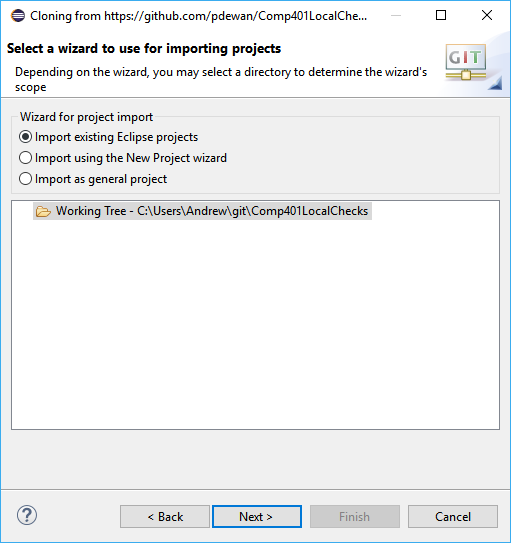 Cloning from https://github.com/pdewan/Comp401LocalChe...
Select a wizard to use for importing projects
Depending on the wizard, you may select a directory to determine the wizard's
scope
GIT
Wizard for project import
Import existing Eclipse projects
Import using the New Project wizard
Import as general project
Working Tree - C:\Users\Andrew\git\Comp401LocalChecks
?
< Back
Next >
Finish
Cancel